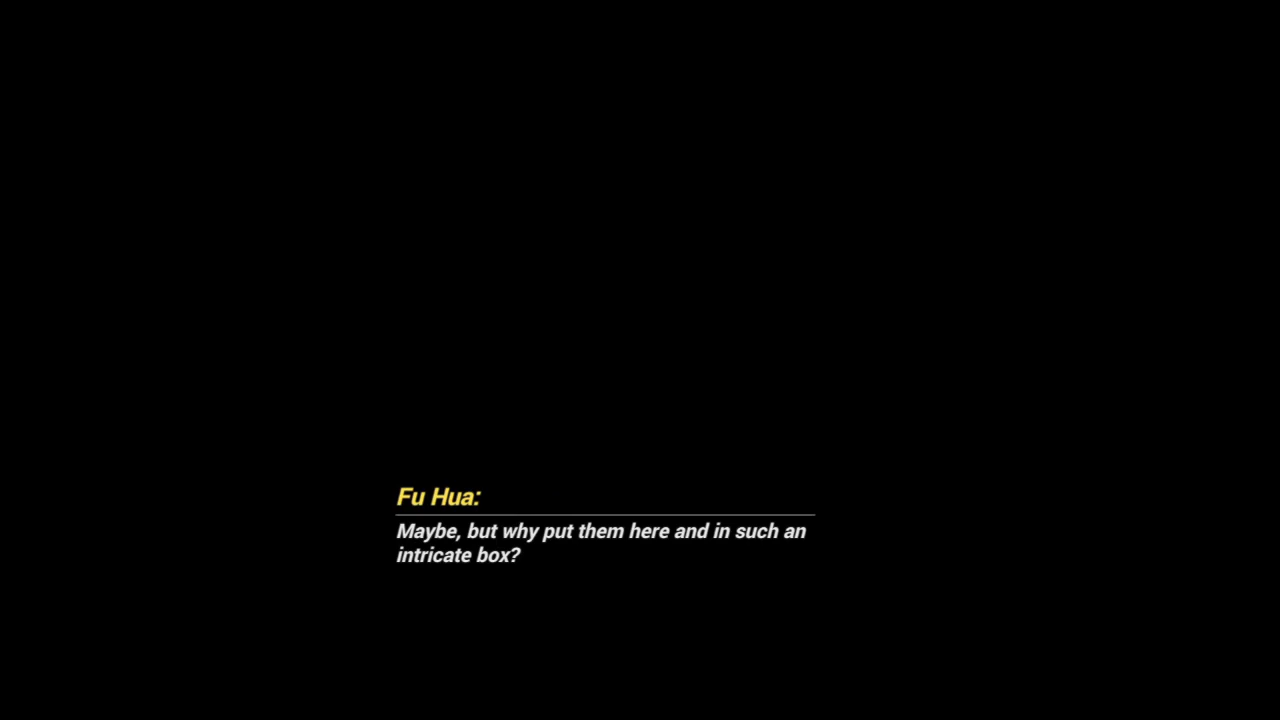 Fu Hua:
Maybe, but why put them here and in such an
intricate box?